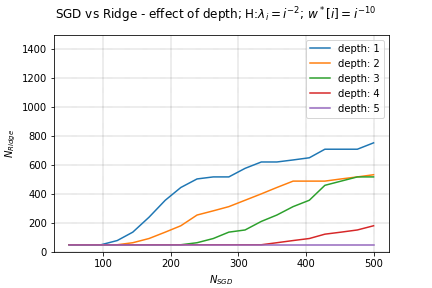 SGD vs Ridge - effect of depth; H:λᵢ = i⁻²; w*[i] = i⁻¹⁰
1400
1200
1000
800
600
400
200
0
N_Ridge
depth: 1
depth: 2
depth: 3
depth: 4
depth: 5
100
200
300
400
500
N_SGD